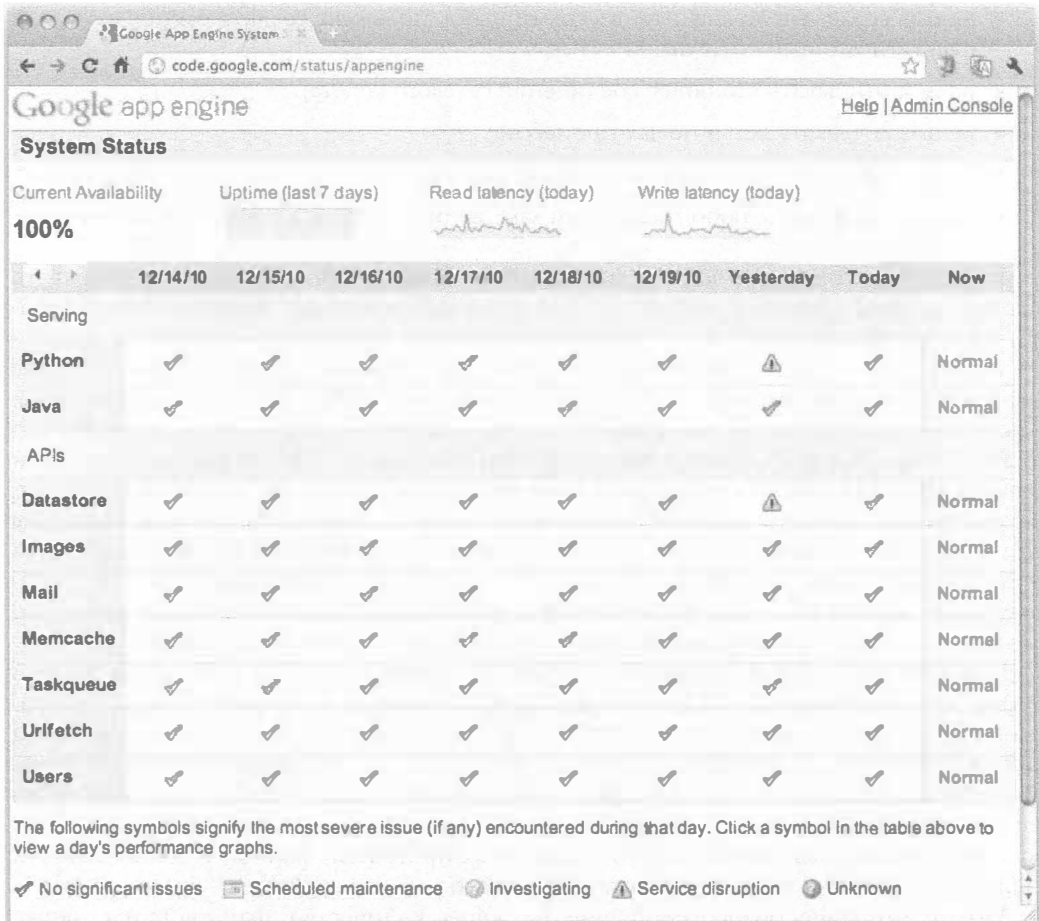 Google App Engine System S
code.google.com/status/appengine
Google app engine
Help | Admin Console
System Status
Current Availability
Uptime (last 7 days)
Read latency (today)
Write latency (today)
100%
12/14/10 12/15/10 12/16/10 12/17/10 12/18/10 12/19/10 Yesterday Today Now
Serving
Python Normal
Java Normal
APIs
Datastore Normal
Images Normal
Mail Normal
Memcache Normal
Taskqueue Normal
Urlfetch Normal
Users Normal
The following symbols signify the most severe issue (if any) encountered during that day. Click a symbol in the table above to
view a day's performance graphs.
No significant issues Scheduled maintenance Investigating Service disruption Unknown